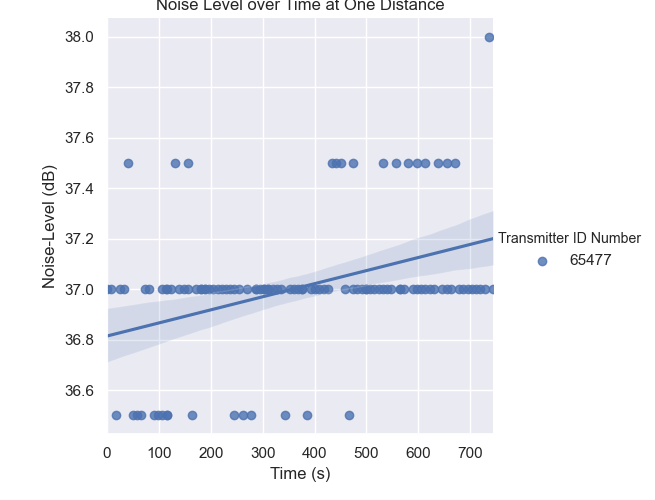 Noise Level over Time at One Distance
38.0
37.8
37.6
37.4
37.2
37.0
36.8
36.6
Noise-Level (dB)
0 100 200 300 400 500 600 700
Time (s)
Transmitter ID Number
65477